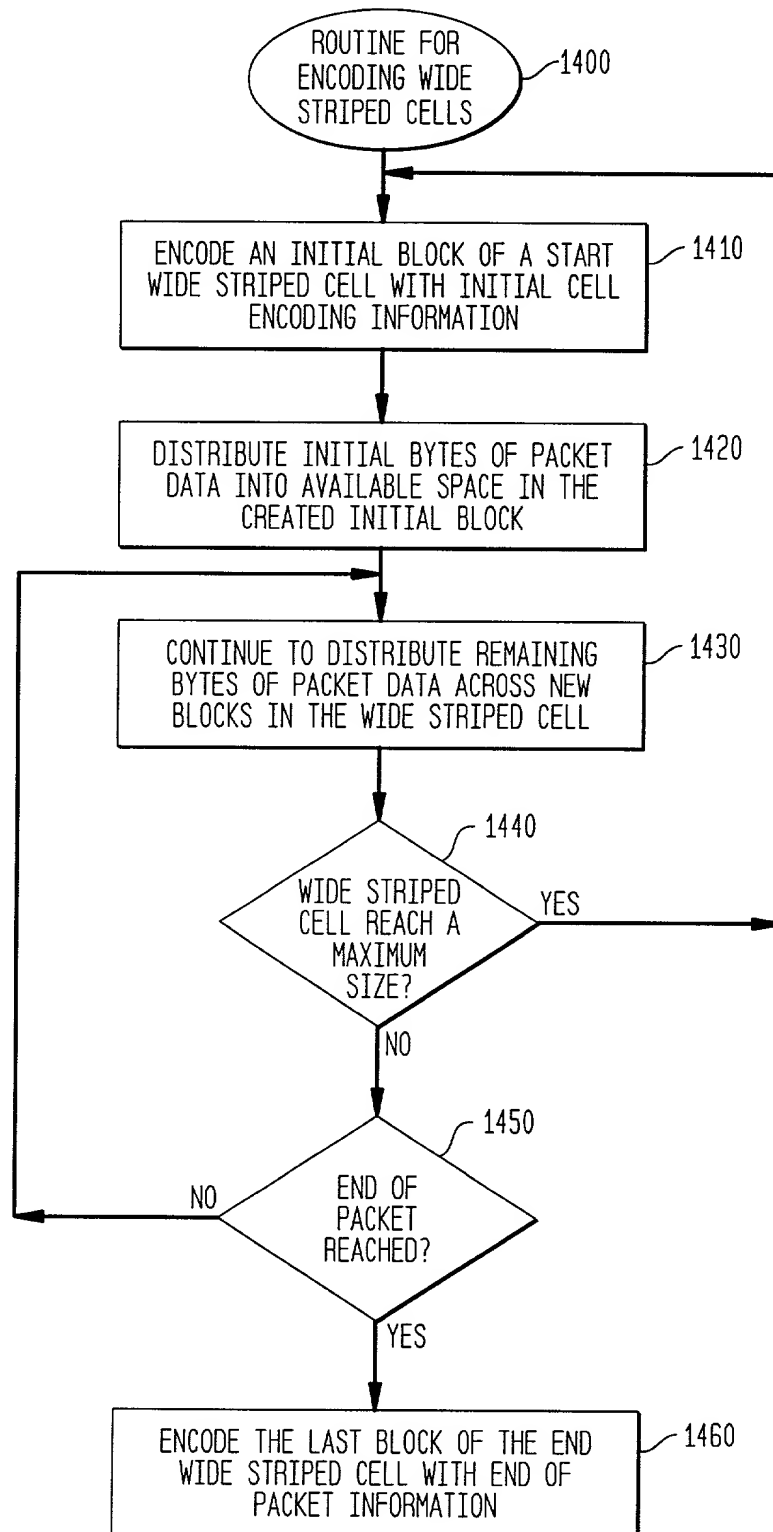 ROUTINE FOR
ENCODING WIDE
STRIPED CELLS
1400
ENCODE AN INITIAL BLOCK OF A START
WIDE STRIPED CELL WITH INITIAL CELL
ENCODING INFORMATION
1410
DISTRIBUTE INITIAL BYTES OF PACKET
DATA INTO AVAILABLE SPACE IN THE
CREATED INITIAL BLOCK
1420
CONTINUE TO DISTRIBUTE REMAINING
BYTES OF PACKET DATA ACROSS NEW
BLOCKS IN THE WIDE STRIPED CELL
1430
1440
WIDE STRIPED
CELL REACH A
MAXIMUM
SIZE?
YES
NO
1450
END OF
PACKET
REACHED?
NO
YES
ENCODE THE LAST BLOCK OF THE END
WIDE STRIPED CELL WITH END OF
PACKET INFORMATION
1460